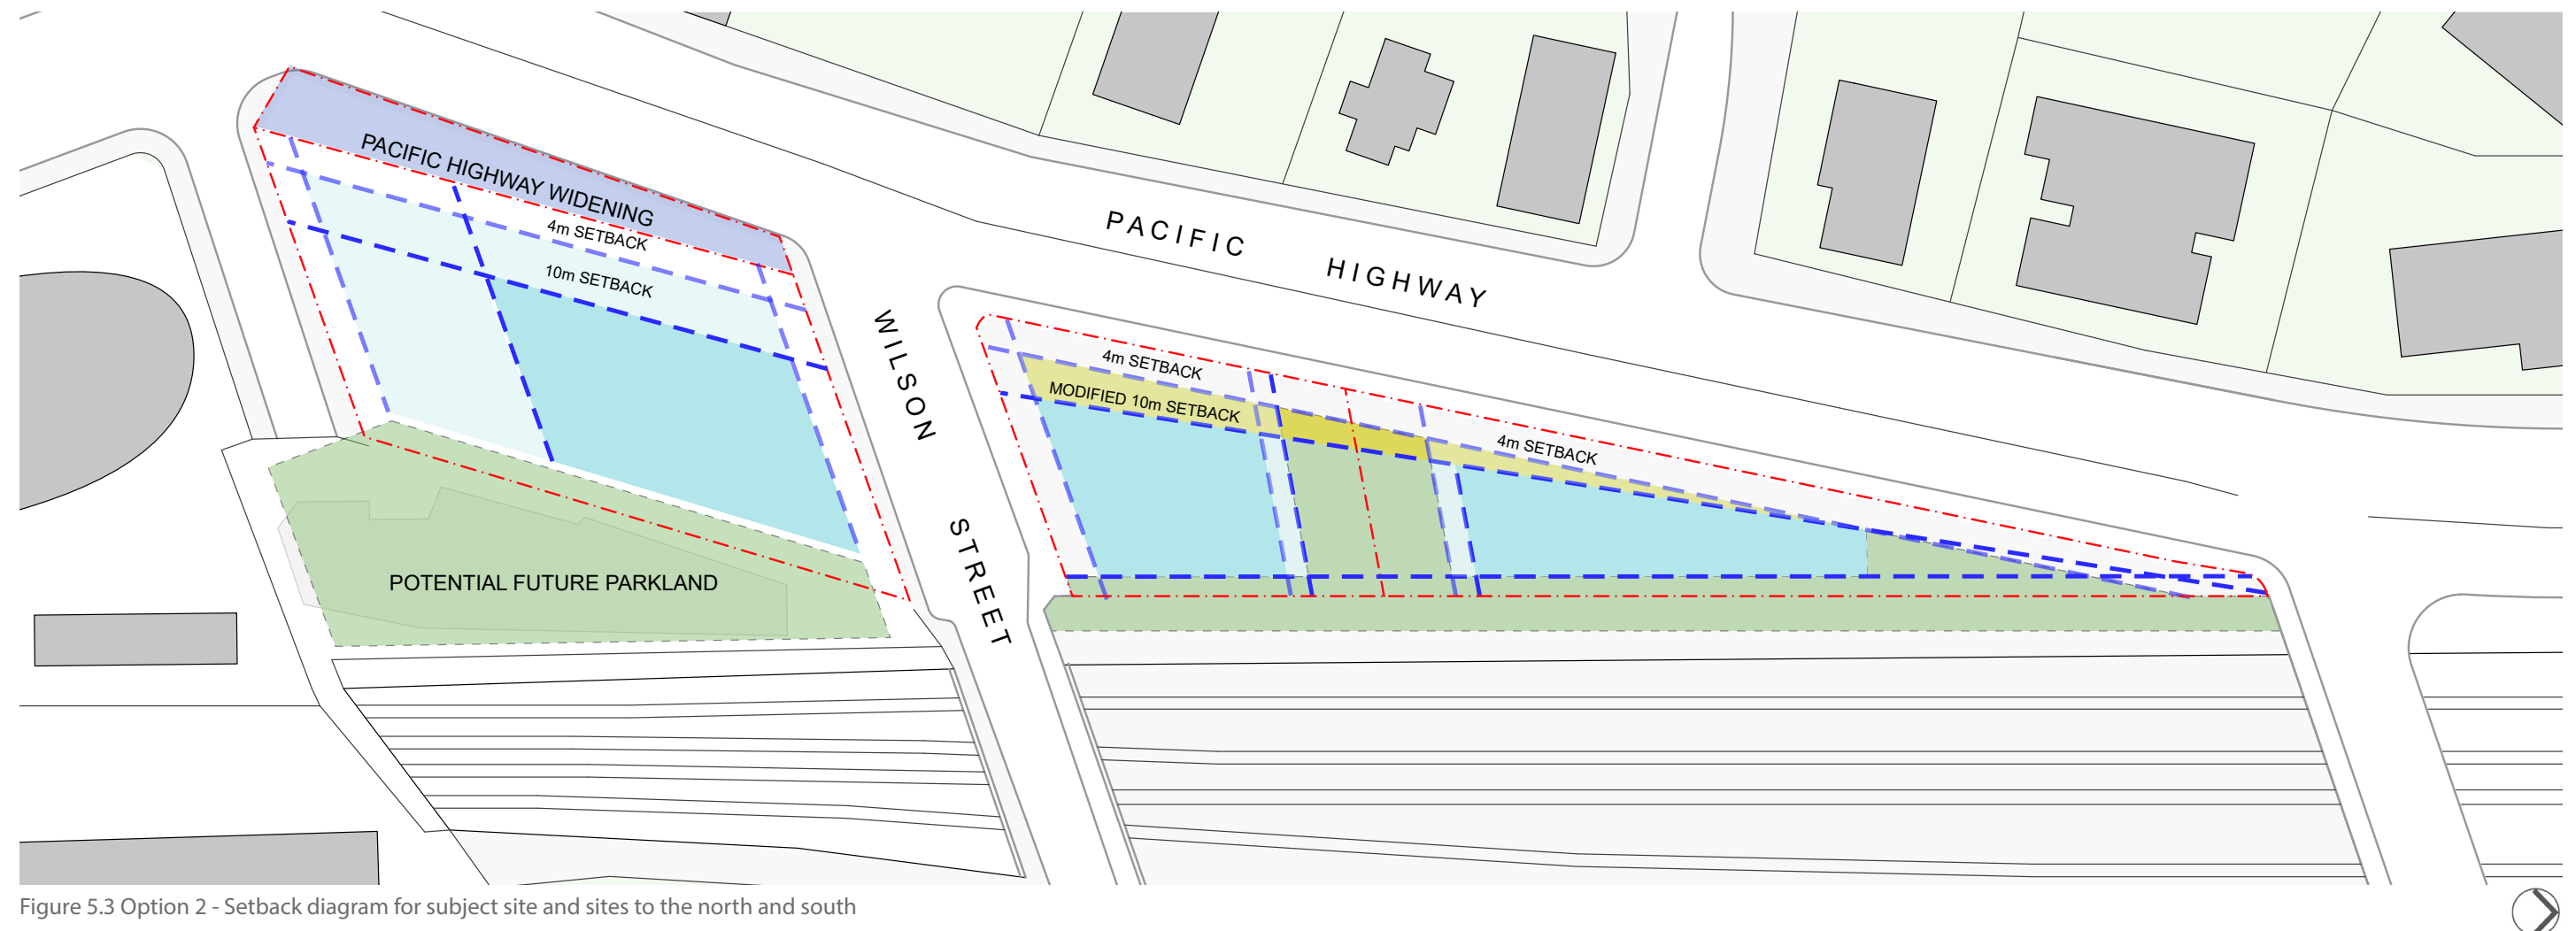 PACIFIC HIGHWAY WIDENING
4m SETBACK
10m SETBACK
POTENTIAL FUTURE PARKLAND
WILSON STREET
PACIFIC HIGHWAY
4m SETBACK
MODIFIED 10m SETBACK
4m SETBACK
Figure 5.3 Option 2 - Setback diagram for subject site and sites to the north and south